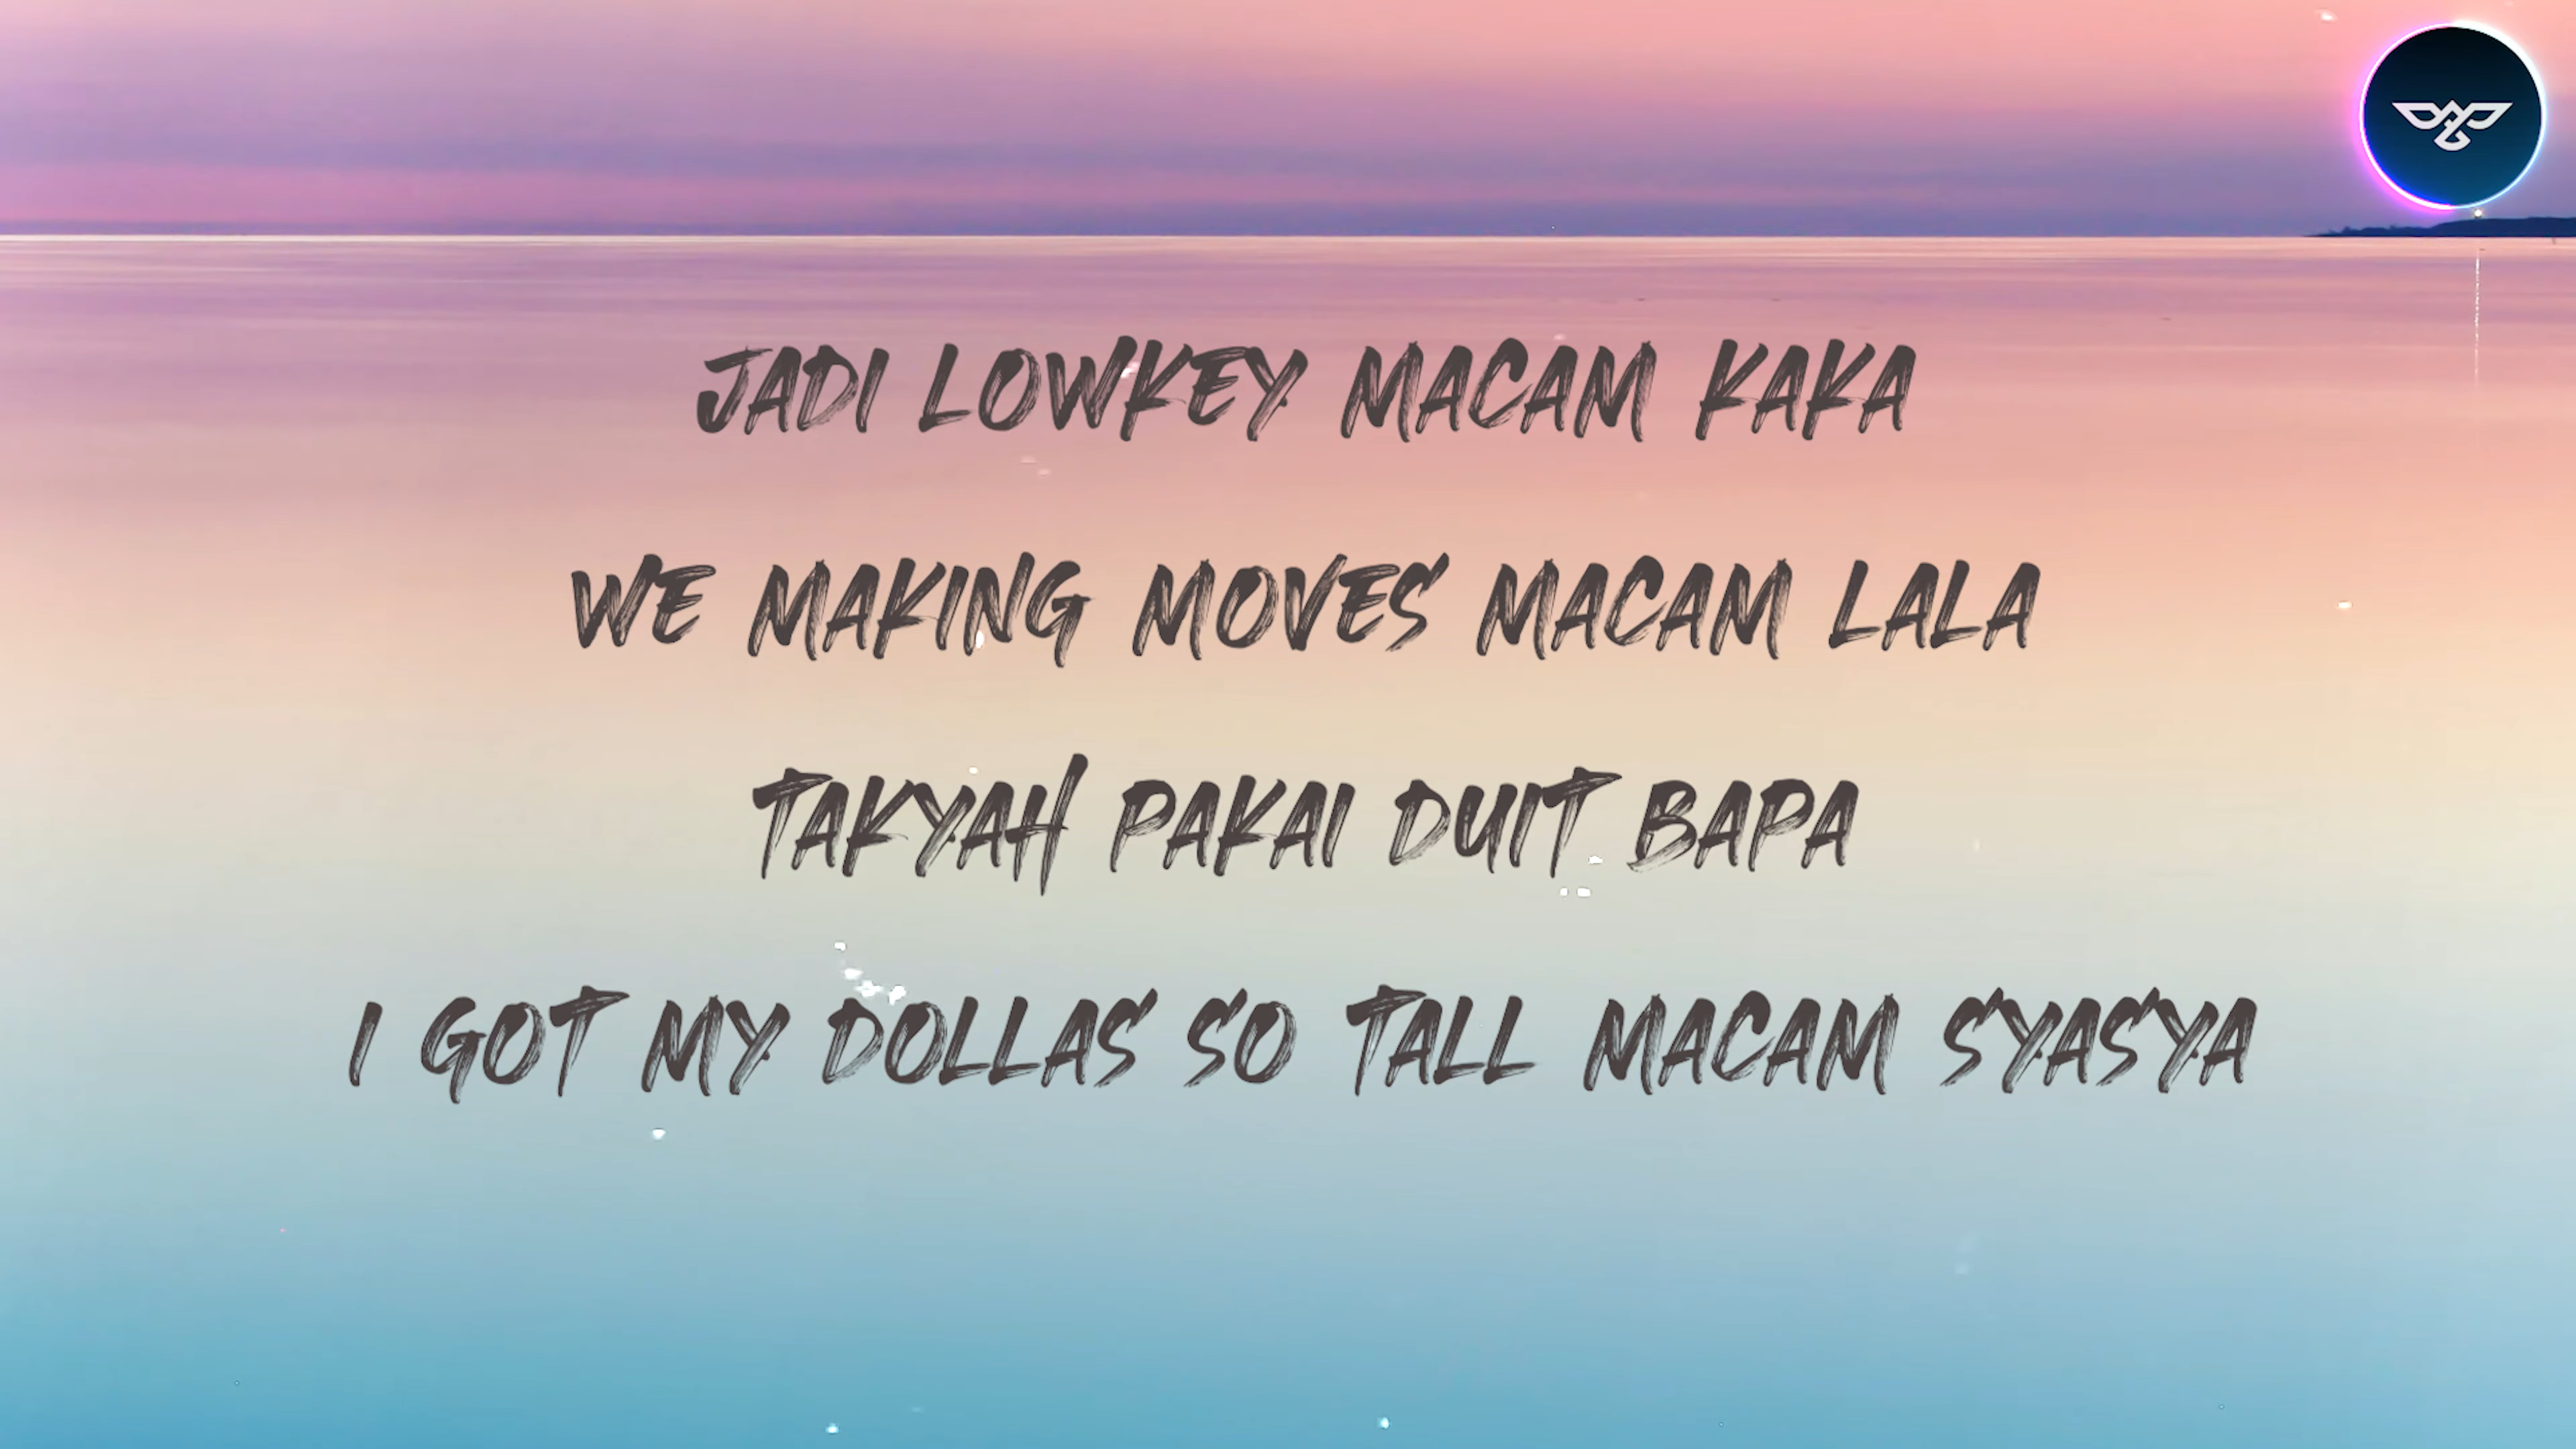 JADI LOWKEY MACAM KAKA
WE MAKING MOVES MACAM LALA
TAKYAH PAKAI DUIT BAPA
I GOT MY DOLLAS SO TALL MACAM SYASYA